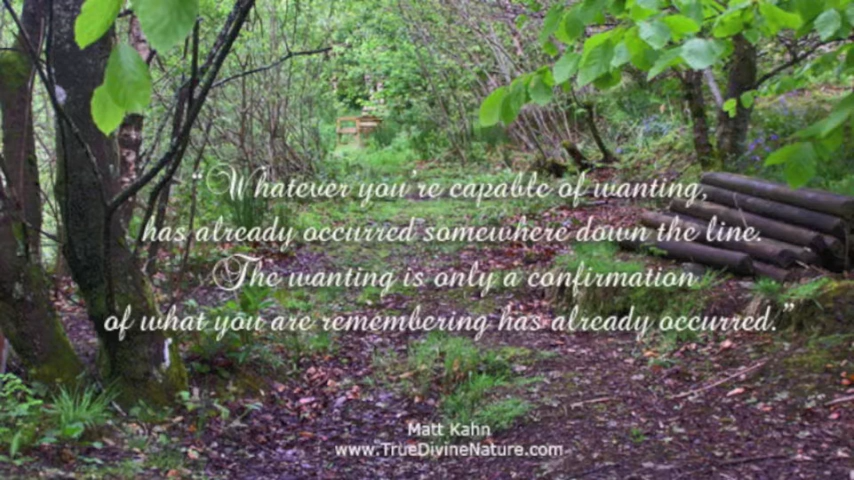 “Whatever you're capable of wanting,
has already occurred somewhere down the line.
The wanting is only a confirmation
of what you are remembering has already occurred.”
Matt Kahn
www.TrueDivineNature.com